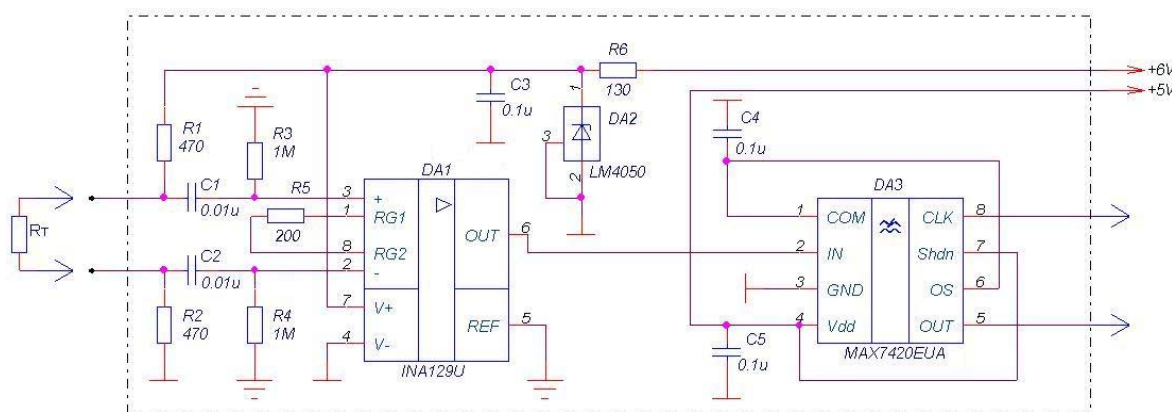 R6
130
+6V
+5V
C3
0.1u
1
3
2
DA2
LM4050
C4
0.1u
R1
470
R3
1M
C1
0.01u
R5
200
DA1
3
+
1
RG1
8
RG2
2
-
7
V+
4
V-
OUT
6
REF
5
INA129U
RT
C2
0.01u
R2
470
R4
1M
DA3
1
COM
2
IN
3
GND
4
Vdd
CLK
8
Shdn
7
OS
6
OUT
5
MAX7420EUA
C5
0.1u